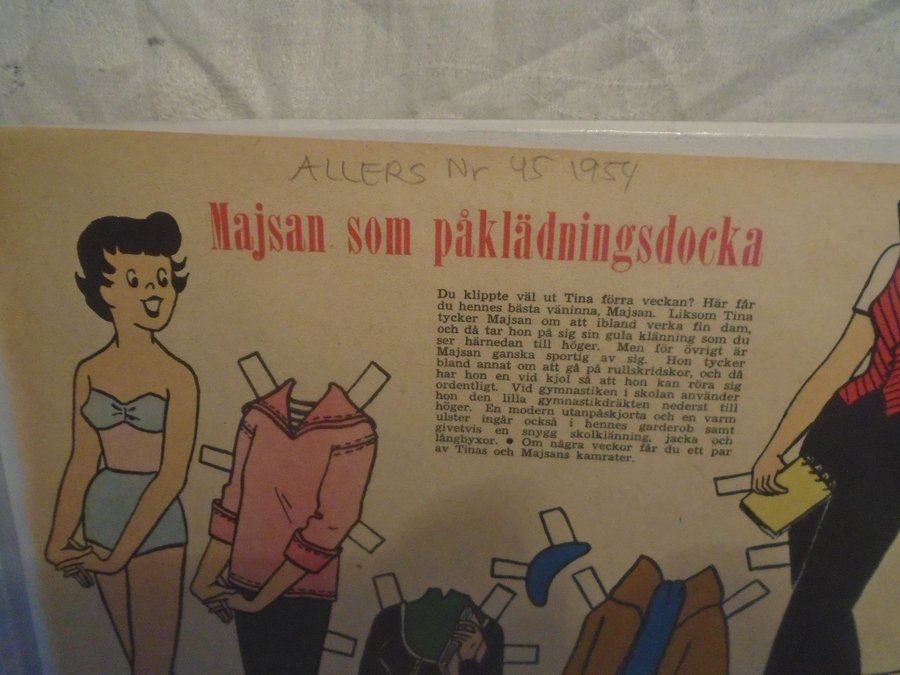 ALLERS Nr 45 1954
Majsan som påklädningsdocka
Du klippte väl ut Tina förra veckan? Här får
du hennes bästa väninna, Majsan. Liksom Tina
tycker Majsan om att ibland verka fin dam,
och då tar hon på sig sin gula klänning som du
ser härnedan till höger. Men för övrigt är
Majsan ganska sportig av sig. Hon tycker
bland annat om att gå på rullskridskor, och då
har hon en vid kjol så att hon kan röra sig
ordentligt. Vid gymnastiken i skolan använder
hon den lilla gymnastikdräkten nederst till
höger. En modern utanpåskjorta och en varm
ulster ingår också i hennes garderob samt
givetvis en snygg skolklänning, jacka och
långbyxor. ● Om några veckor får du ett par
av Tinas och Majsans kamrater.